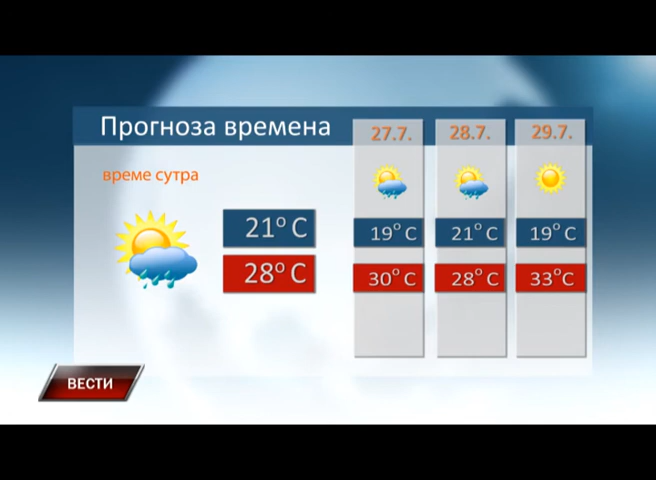 Прогноза времена
време сутра
21° C
28° C
27.7.
28.7.
29.7.
19° C
21° C
19° C
30° C
28° C
33° C
ВЕСТИ